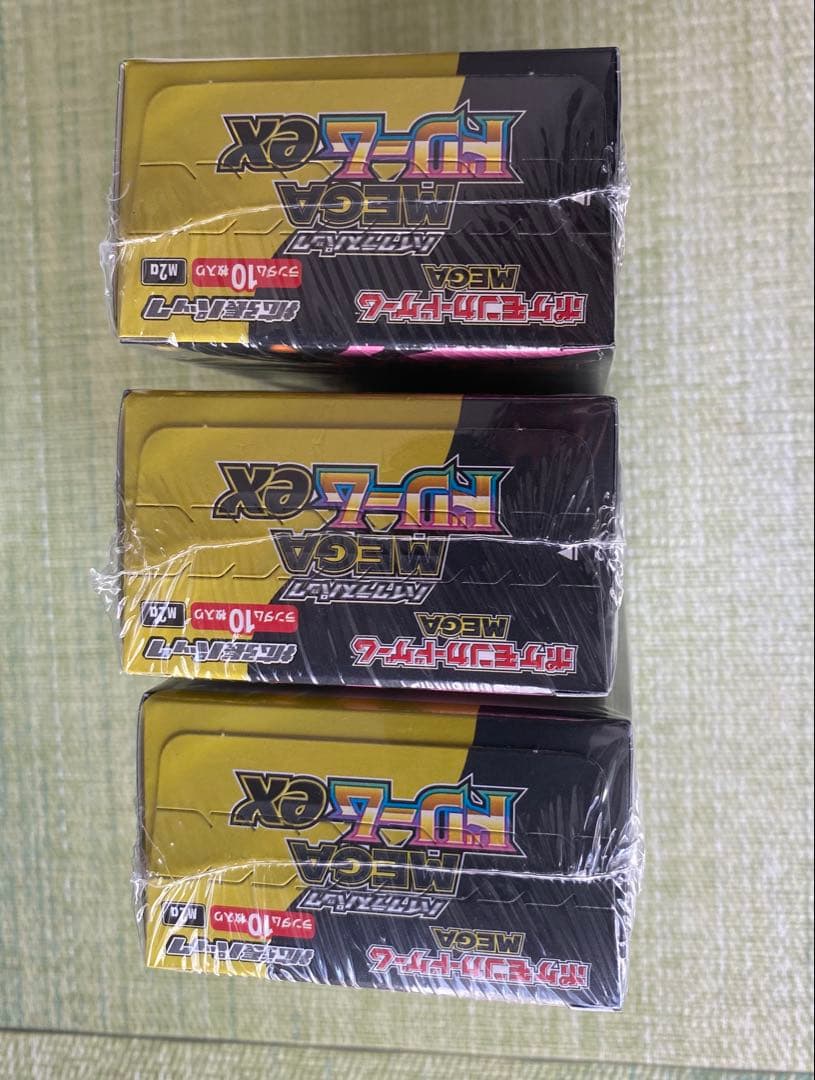 ポケモンカードゲーム
MEGA
拡張パック
ランダム10枚入り
M2a
ハイクラスパック
MEGA
ドリームex
ポケモンカードゲーム
MEGA
拡張パック
ランダム10枚入り
M2a
ハイクラスパック
MEGA
ドリームex
ポケモンカードゲーム
MEGA
拡張パック
ランダム10枚入り
M2a
ハイクラスパック
MEGA
ドリームex